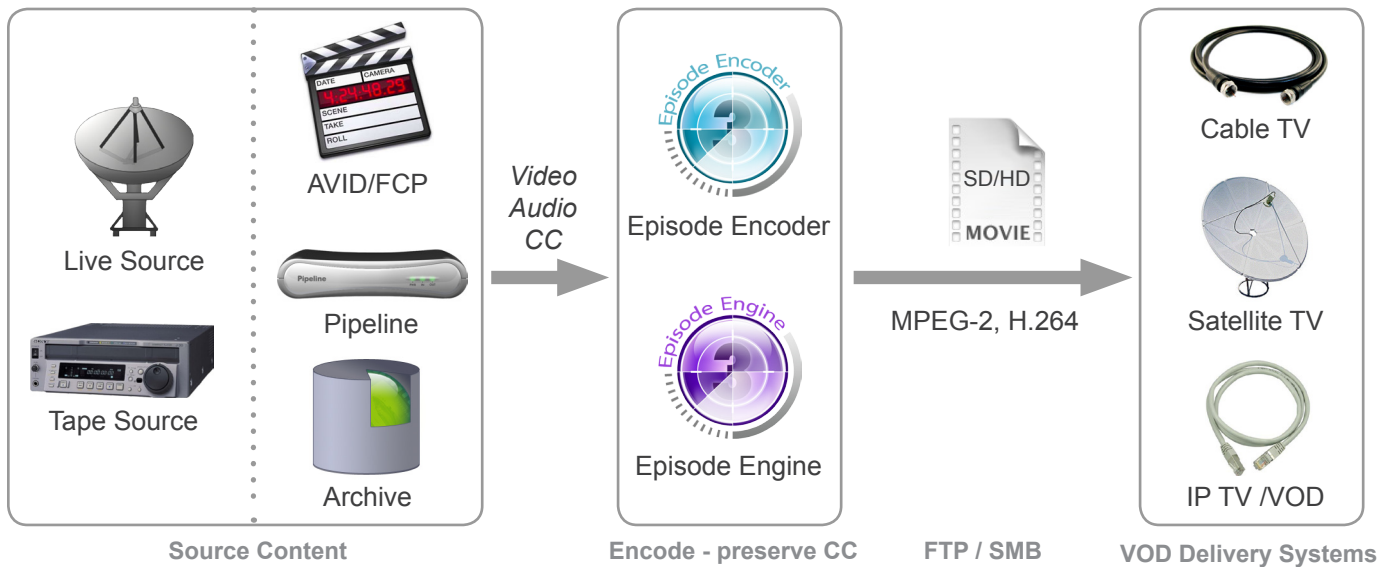 DATE
CAMERA
4:24:48.29
SCENE
TAKE
ROLL
AVID/FCP
Live Source
Pipeline
Pipeline
Tape Source
Archive
Video
Audio
CC
Episode Encoder
3
Episode Encoder
Episode Engine
3
Episode Engine
SD/HD
MOVIE
MPEG-2, H.264
Cable TV
Satellite TV
IP TV /VOD
Source Content
Encode - preserve CC
FTP / SMB
VOD Delivery Systems